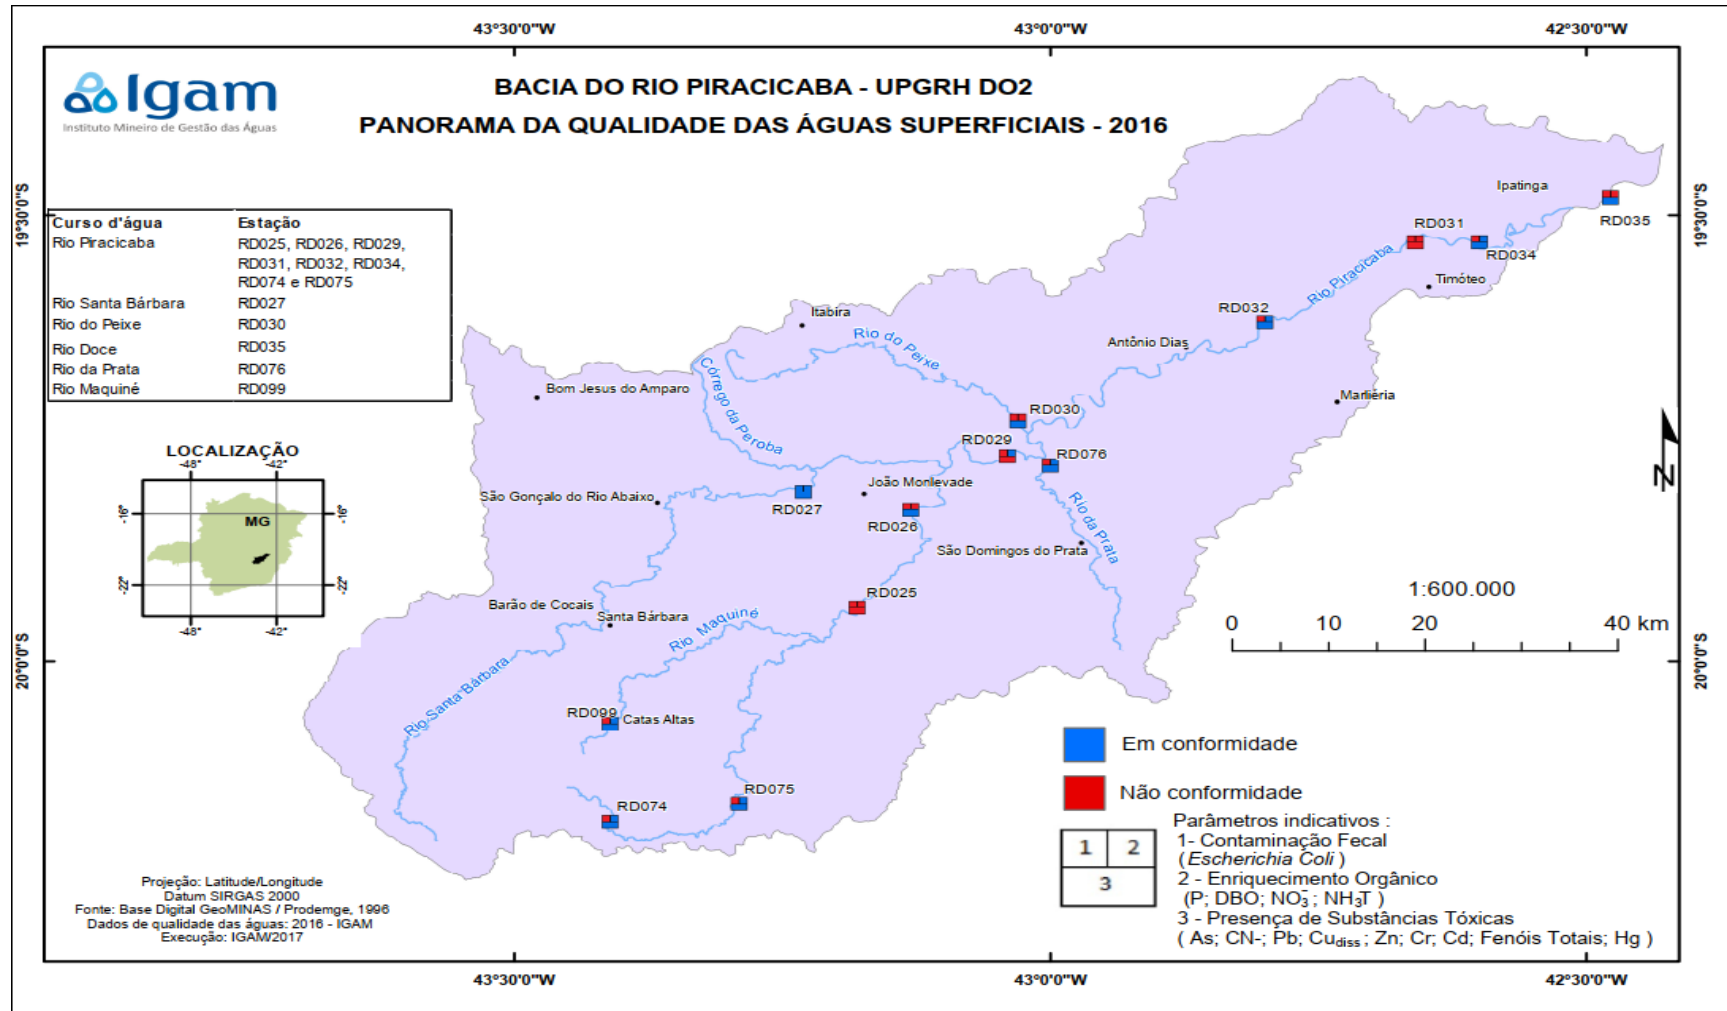 43°30'0"W 43°0'0"W 42°30'0"W
Igam
Instituto Mineiro de Gestão das Águas
BACIA DO RIO PIRACICABA - UPGRH DO2
PANORAMA DA QUALIDADE DAS ÁGUAS SUPERFICIAIS - 2016
19°30'0"S
19°30'0"S
Curso d'água Estação
Rio Piracicaba RD025, RD026, RD029,
RD031, RD032, RD034,
RD074 e RD075
Rio Santa Bárbara RD027
Rio do Peixe RD030
Rio Doce RD035
Rio da Prata RD076
Rio Maquiné RD099
Ipatinga
RD035
RD031
RD034
Timóteo
Rio Piracicaba
RD032
Antônio Dias
Itabira
Rio do Peixe
Córrego da Peroba
Bom Jesus do Amparo
Marliéria
RD030
RD029
RD076
João Monlevade
São Gonçalo do Rio Abaixo
RD027
RD026
Rio da Prata
São Domingos do Prata
RD025
Barão de Cocais
Santa Bárbara
Rio Maquiné
Rio Santa Bárbara
RD099
Catas Altas
RD075
RD074
LOCALIZAÇÃO
-48° -42°
-16° -16°
MG
-22° -22°
-48° -42°
N
1:600.000
0 10 20 40 km
20°0'0"S
20°0'0"S
Em conformidade
Não conformidade
Parâmetros indicativos :
1 2
3
1- Contaminação Fecal
(Escherichia Coli )
2 - Enriquecimento Orgânico
(P; DBO; NO₃⁻; NH₃T )
3 - Presença de Substâncias Tóxicas
( As; CN-; Pb; Cudiss ; Zn; Cr; Cd; Fenóis Totais; Hg )
Projeção: Latitude/Longitude
Datum SIRGAS 2000
Fonte: Base Digital GeoMINAS / Prodemge, 1996
Dados de qualidade das águas: 2016 - IGAM
Execução: IGAM/2017
43°30'0"W 43°0'0"W 42°30'0"W